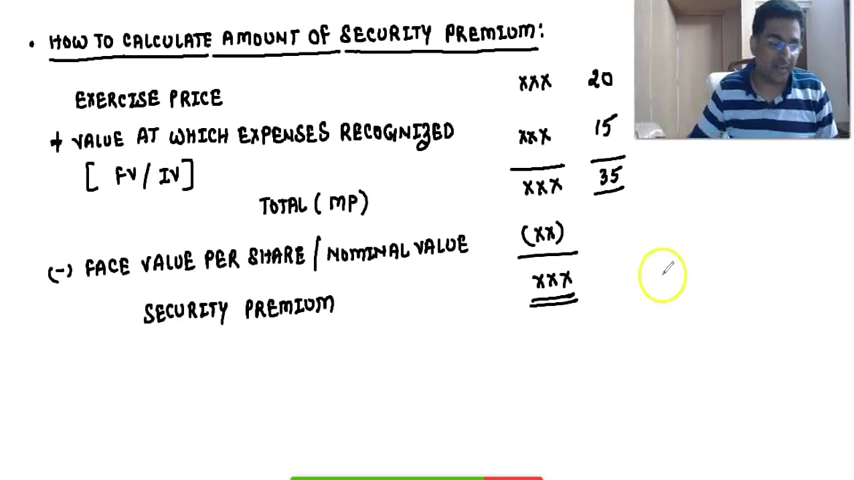 • HOW TO CALCULATE AMOUNT OF SECURITY PREMIUM:
EXERCISE PRICE xxx 20
+ VALUE AT WHICH EXPENSES RECOGNIZED xxx 15
[ FV / IV ]
TOTAL (MP) xxx 35
(-) FACE VALUE PER SHARE / NOMINAL VALUE (xx)
SECURITY PREMIUM xxx